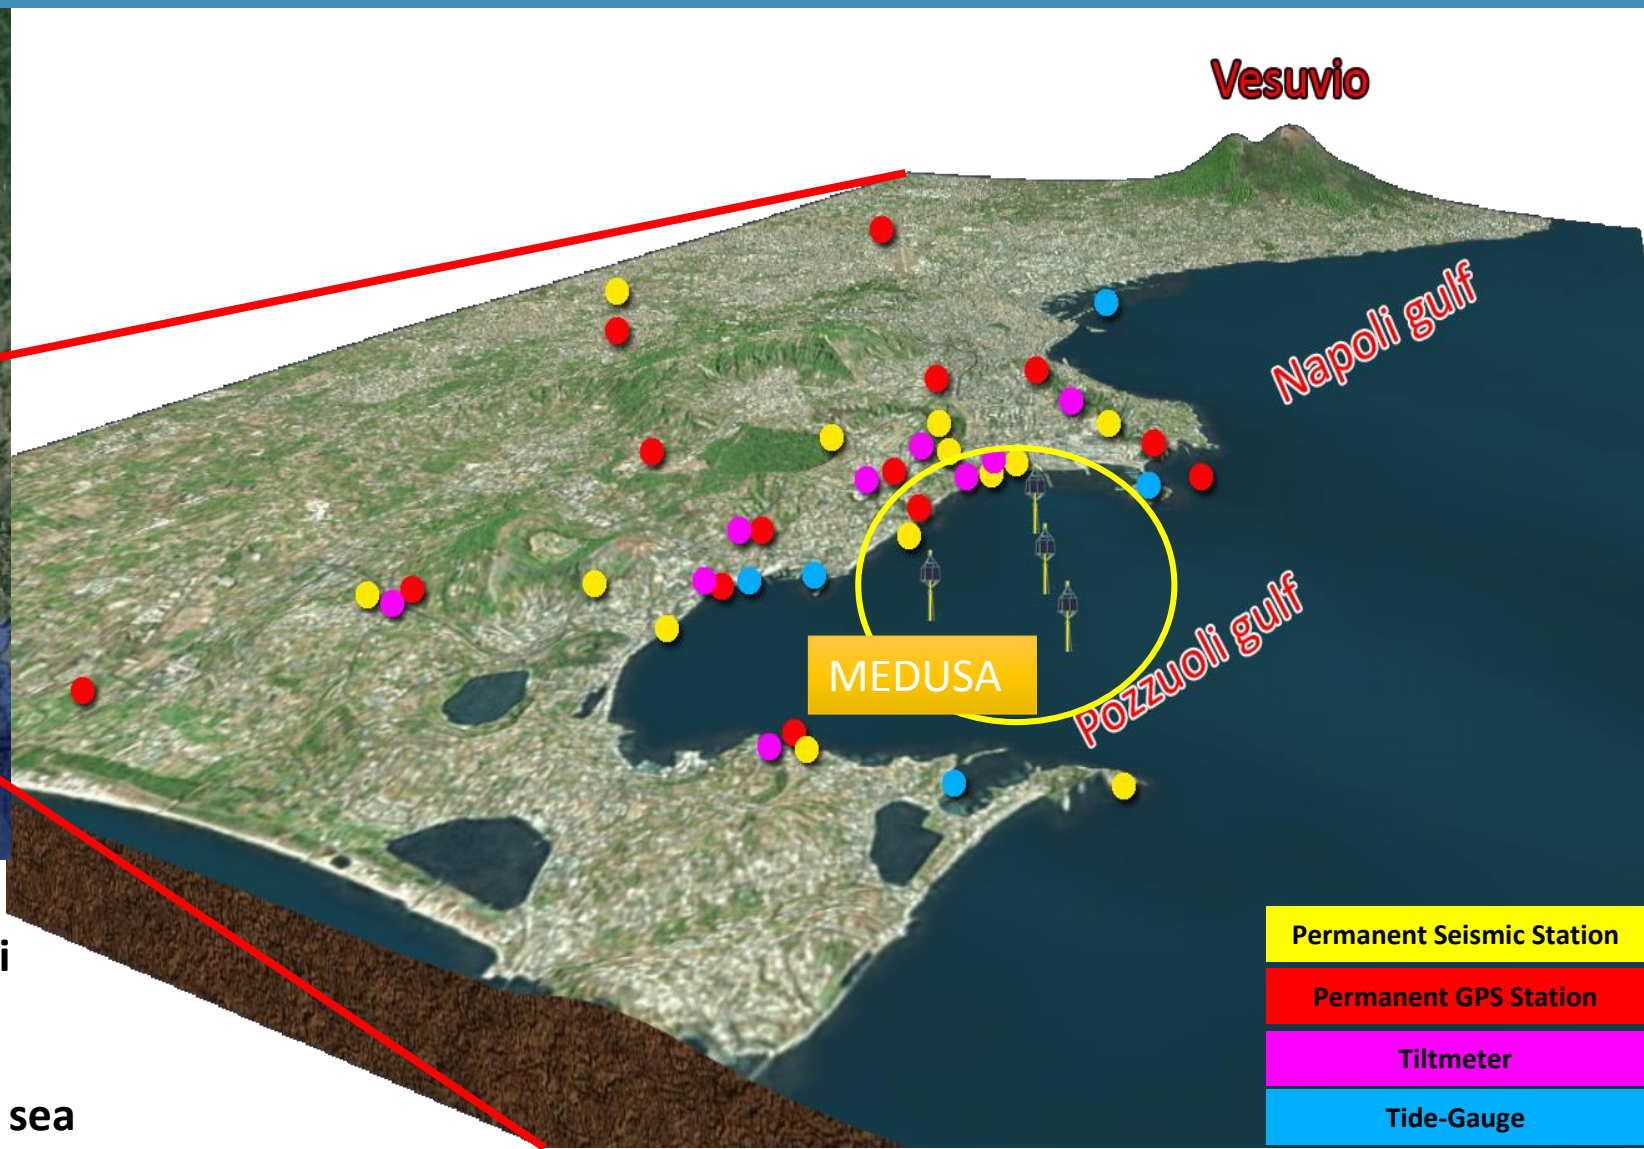 Vesuvio
Napoli gulf
Pozzuoli gulf
MEDUSA
i
sea
Permanent Seismic Station
Permanent GPS Station
Tiltmeter
Tide-Gauge